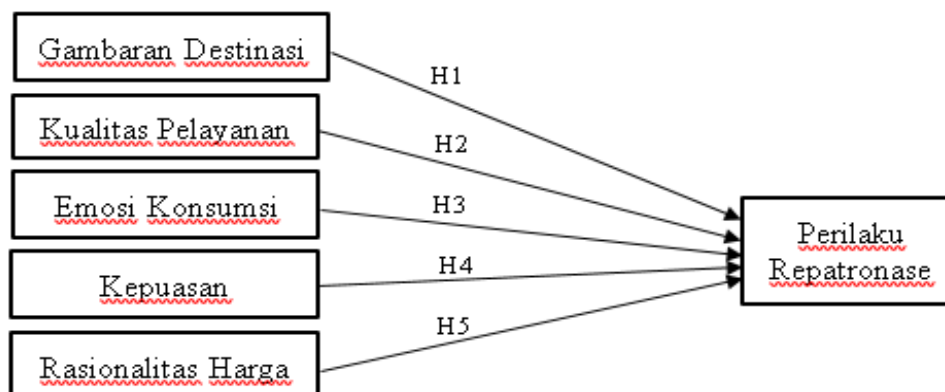 Gambaran Destinasi
H1
Kualitas Pelayanan
H2
Emosi Konsumsi
H3
Perilaku
Repatronase
H4
Kepuasan
H5
Rasionalitas Harga